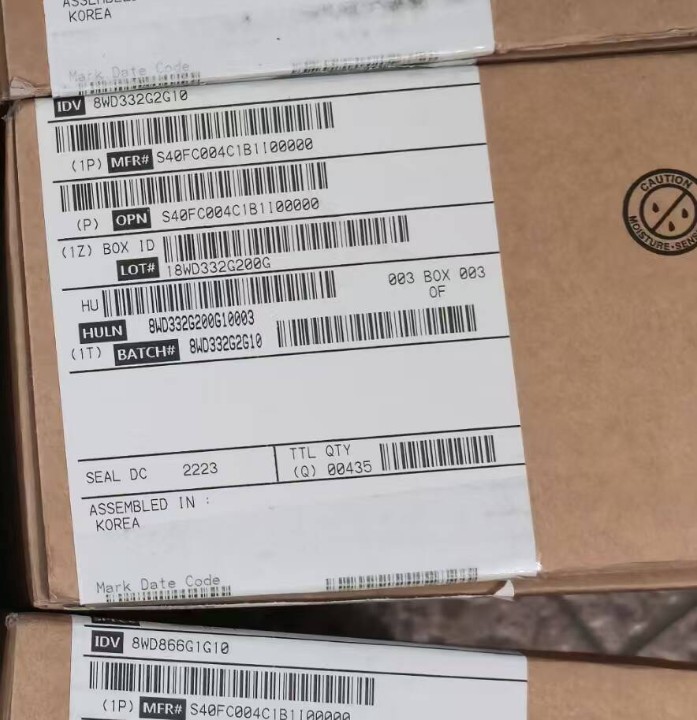 KOREA
Mark Date Code
IDV 8WD332G2G10
(1P) MFR# S40FC004C1B1I00000
(P) OPN S40FC004C1B1I00000
(1Z) BOX ID
LOT# 18WD332G200G
HU
003 BOX 003
OF
HULN 8WD332G200G10003
(1T) BATCH# 8WD332G2G10
SEAL DC 2223
TTL QTY
(Q) 00435
ASSEMBLED IN :
KOREA
Mark Date Code
CAUTION
IDV 8WD866G1G10
(1P) MFR# S40FC004C1B1I00000